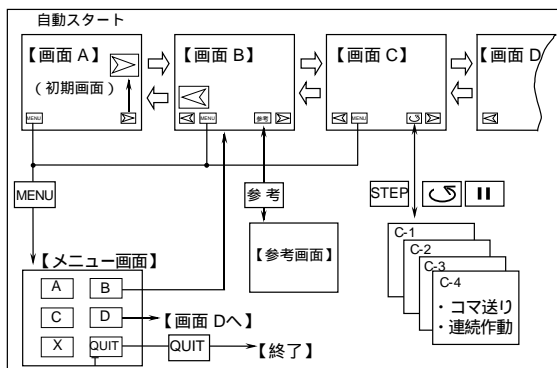 自動スタート
【画面 A】
【画面 B】
【画面 C】
【画面 D
(初期画面)
MENU
MENU
参考
MENU
MENU
参 考
STEP
【参考画面】
C-1
C-2
C-3
C-4
・コマ送り
・連続作動
【メニュー画面】
A
B
C
D
【画面 Dへ】
X
QUIT
QUIT
【終了】